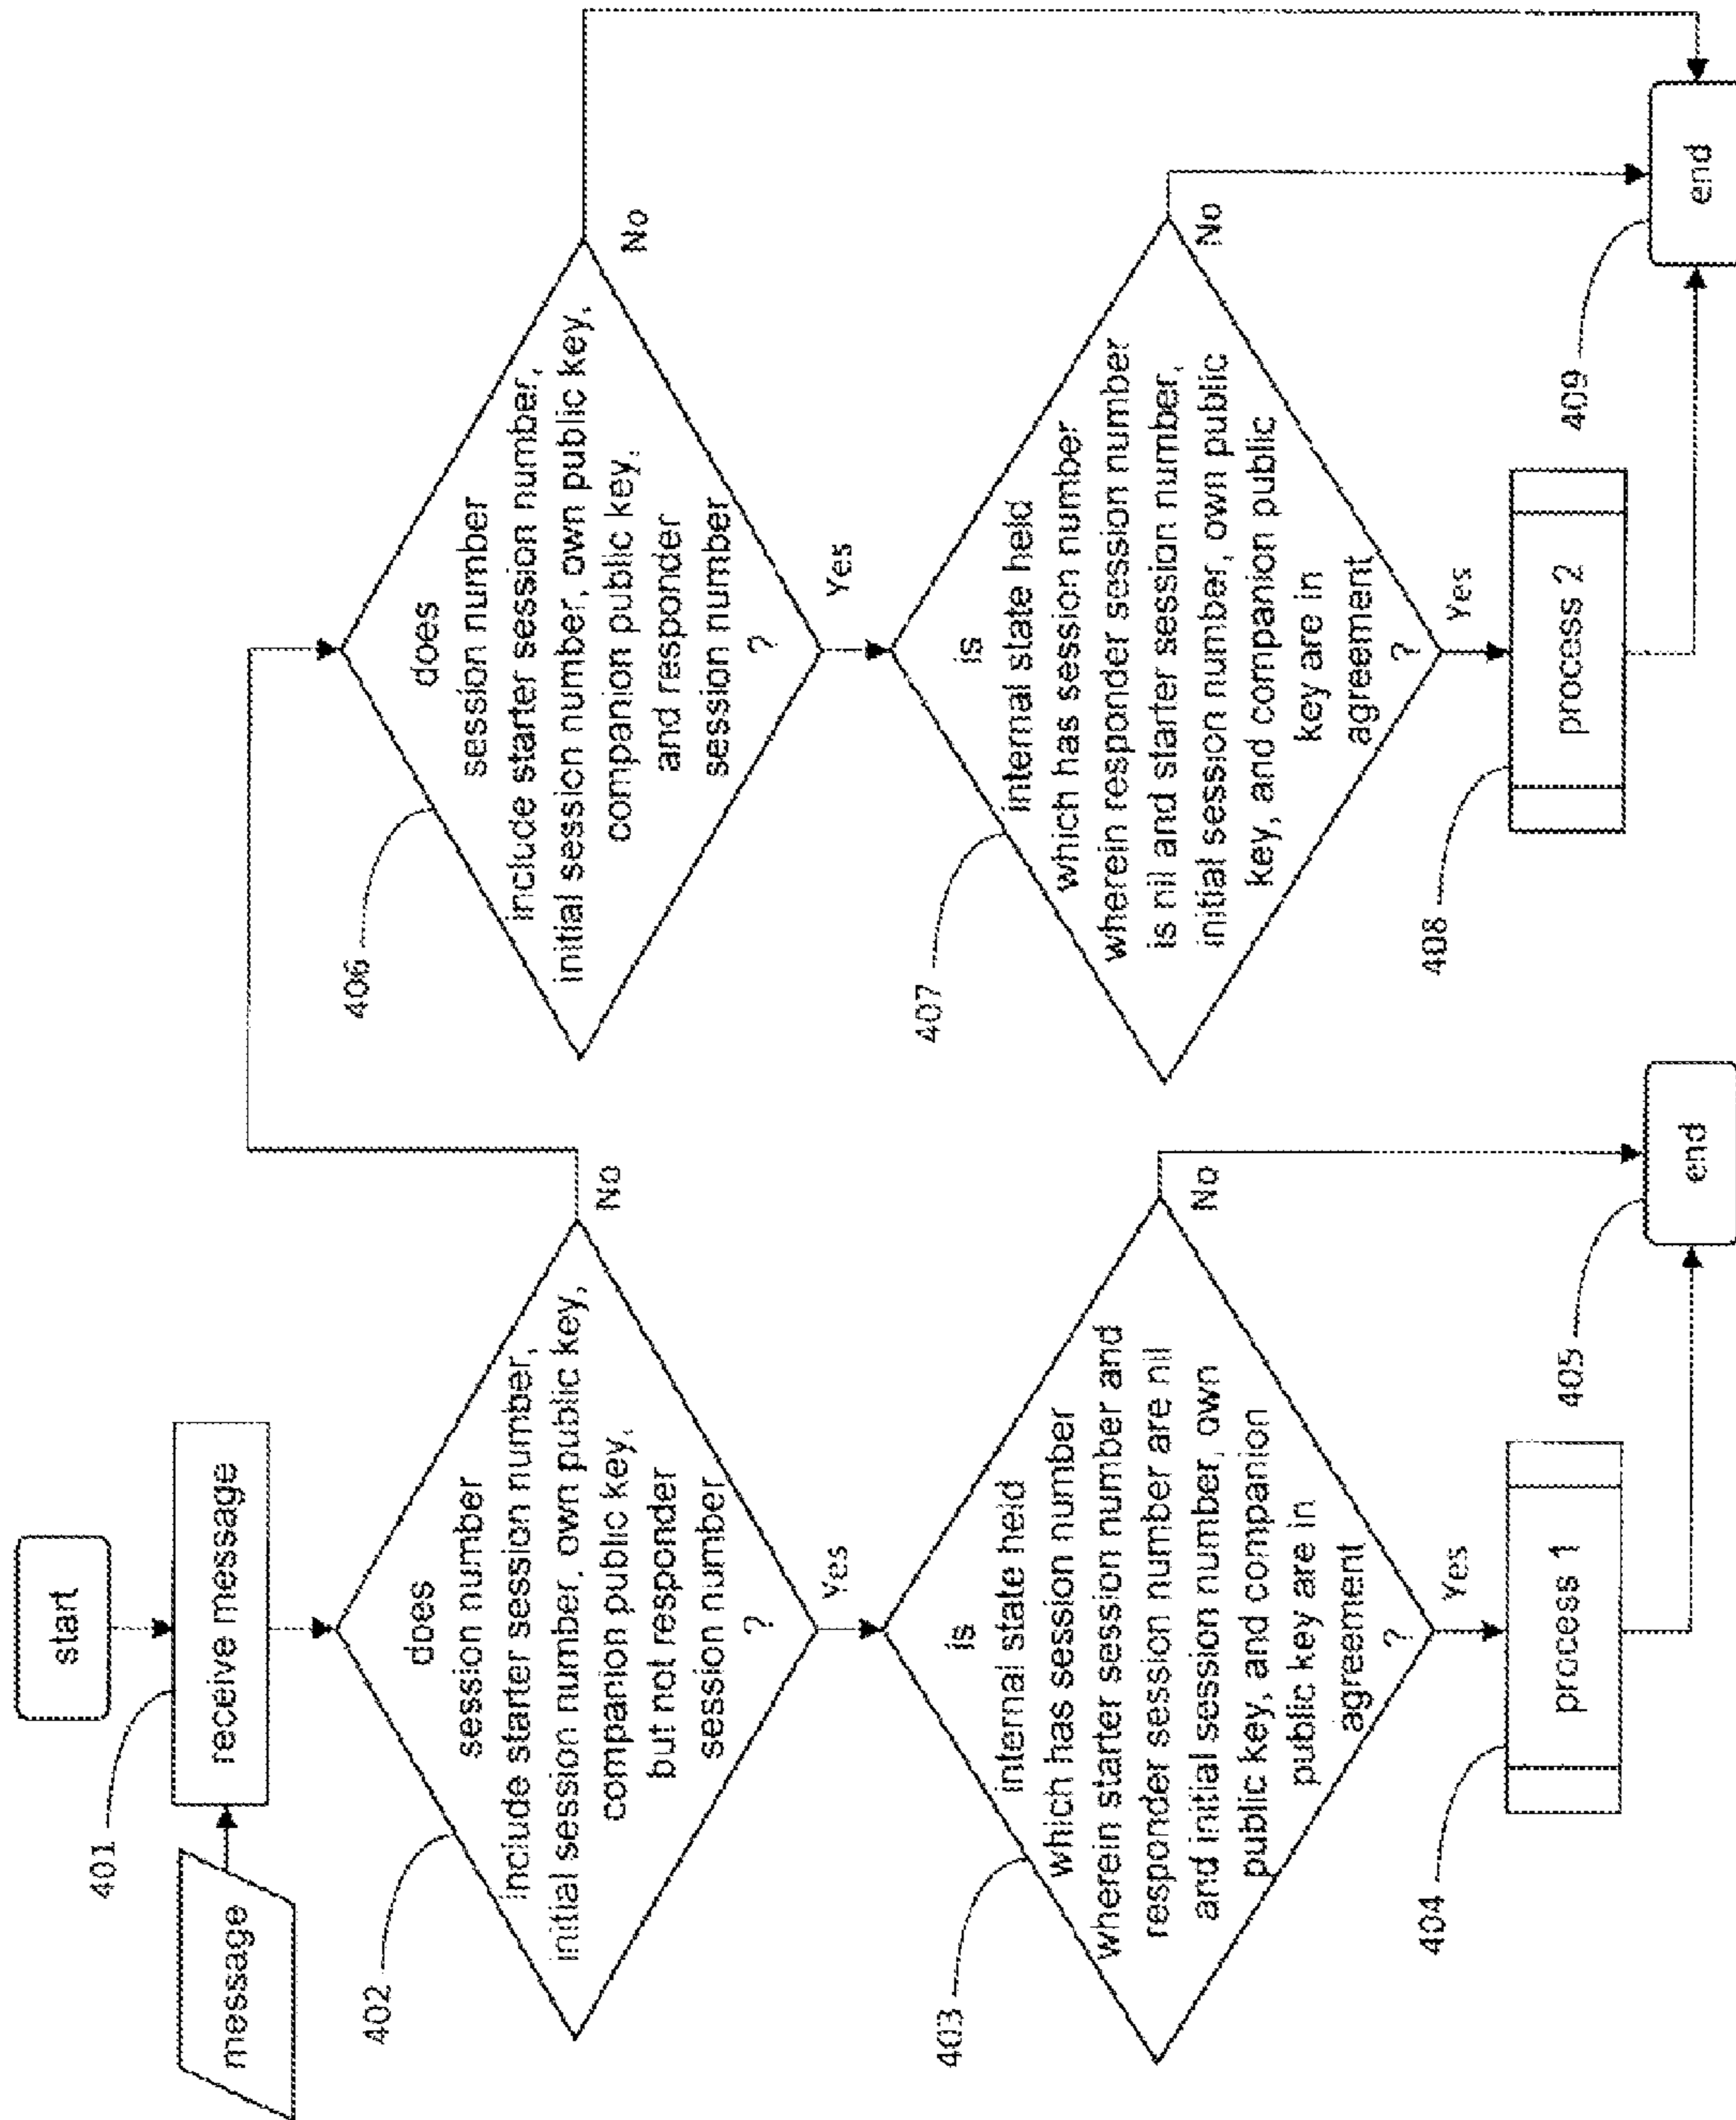 start
message
401
receive message
402
does
session number
include starter session number,
initial session number, own public key,
companion public key,
but not responder
session number
?
No
Yes
403
is
internal state held
which has session number
wherein starter session number and
responder session number are nil
and initial session number, own
public key, and companion
public key are in
agreement
?
No
Yes
404
process 1
405
end
406
does
session number
include starter session number,
initial session number, own public key,
companion public key,
and responder
session number
?
No
Yes
407
is
internal state held
which has session number
wherein responder session number
is nil and starter session number,
initial session number, own public
key, and companion public
key are in
agreement
?
No
Yes
408
process 2
409
end